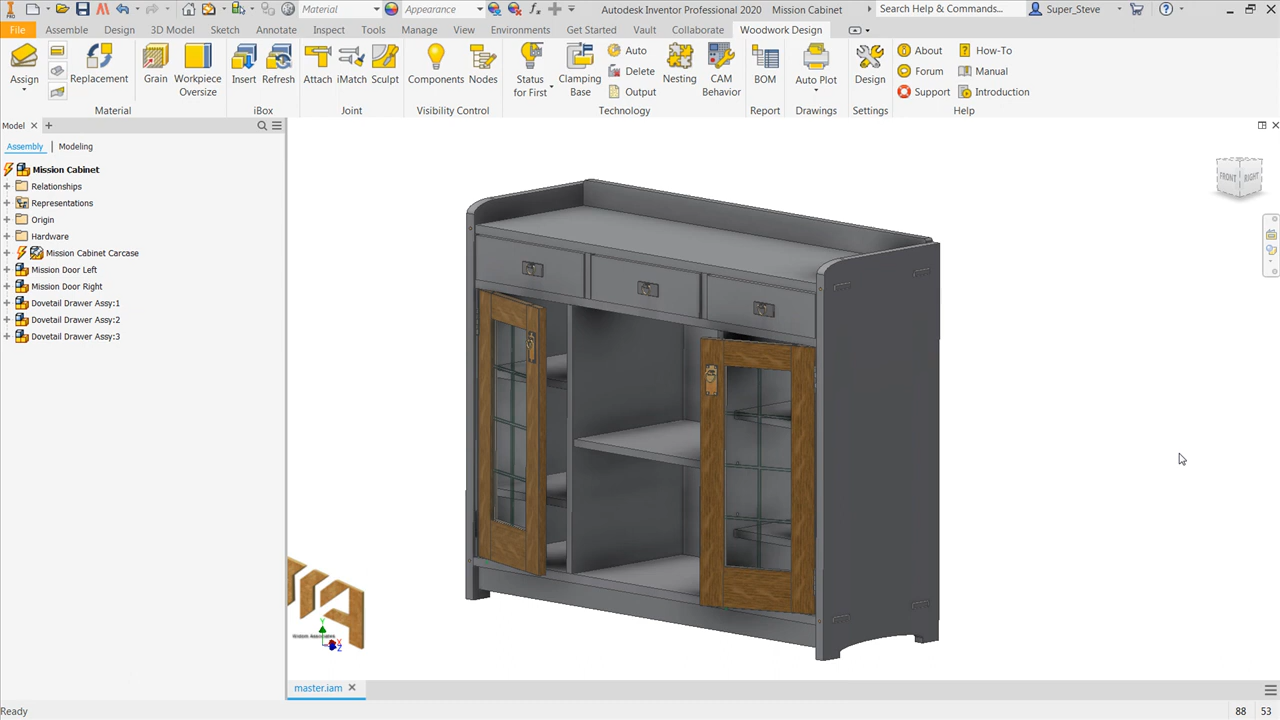 Material
Appearance
Autodesk Inventor Professional 2020 Mission Cabinet
Search Help & Commands...
Super_Steve
PRO
File
Assemble
Design
3D Model
Sketch
Annotate
Inspect
Tools
Manage
View
Environments
Get Started
Vault
Collaborate
Woodwork Design
Assign
Replacement
Grain
Workpiece
Oversize
Insert
Refresh
Attach
iMatch
Sculpt
Components
Nodes
Status
for First
Clamping
Base
Auto
Delete
Output
Nesting
CAM
Behavior
BOM
Auto Plot
Design
About
Forum
Support
How-To
Manual
Introduction
Material
iBox
Joint
Visibility Control
Technology
Report
Drawings
Settings
Help
Model
Assembly
Modeling
Mission Cabinet
Relationships
Representations
Origin
Hardware
Mission Cabinet Carcase
Mission Door Left
Mission Door Right
Dovetail Drawer Assy:1
Dovetail Drawer Assy:2
Dovetail Drawer Assy:3
FRONT
RIGHT
Y
X
Z
master.iam
Ready
88
53